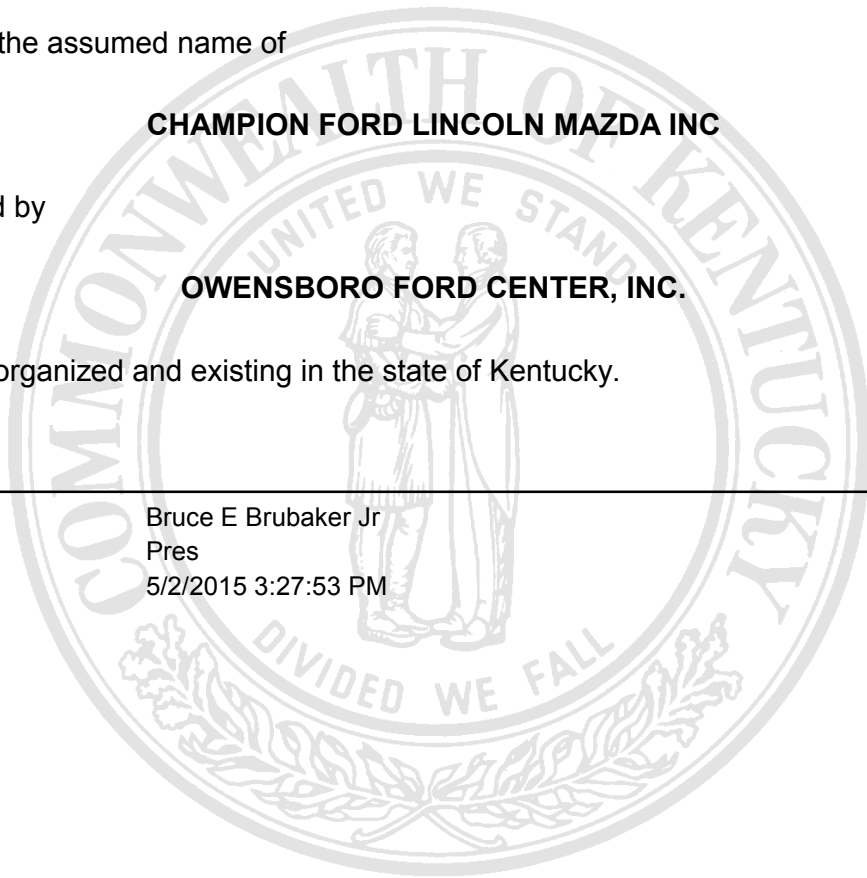 the assumed name of
CHAMPION FORD LINCOLN MAZDA INC
d by
OWENSBORO FORD CENTER, INC.
organized and existing in the state of Kentucky.
Bruce E Brubaker Jr
Pres
5/2/2015 3:27:53 PM
COMMONWEALTH OF KENTUCKY
UNITED WE STAND
DIVIDED WE FALL